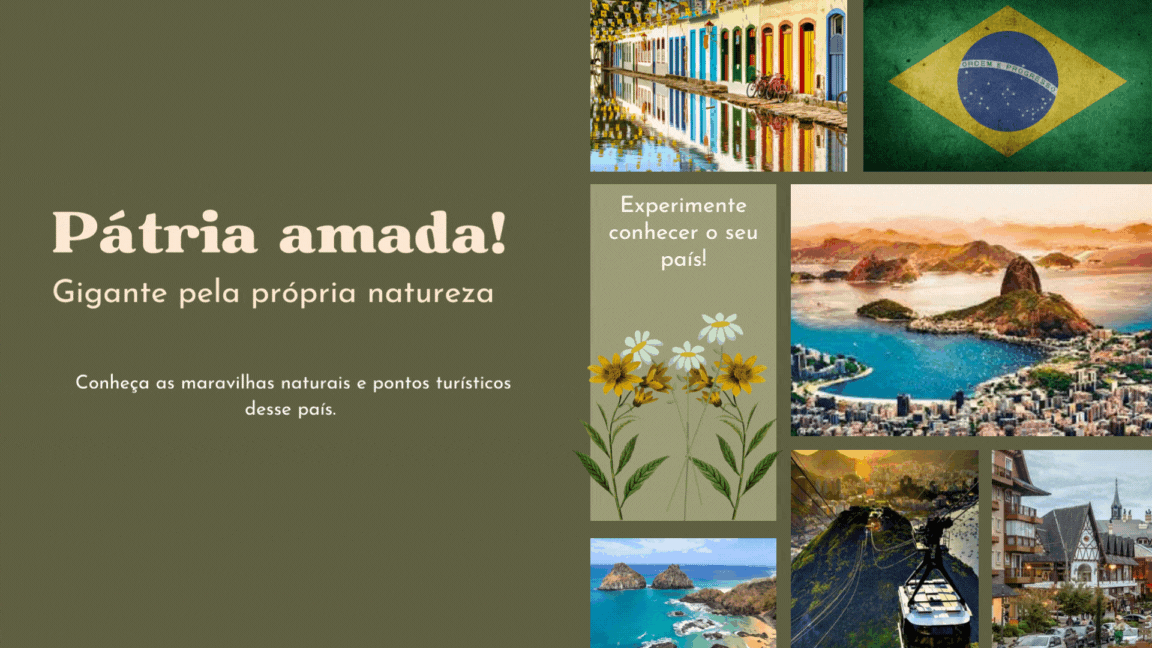 Pátria amada!
Gigante pela própria natureza
Conheça as maravilhas naturais e pontos turísticos
desse país.
Experimente
conhecer o seu
país!
ORDEM E PROGRESSO